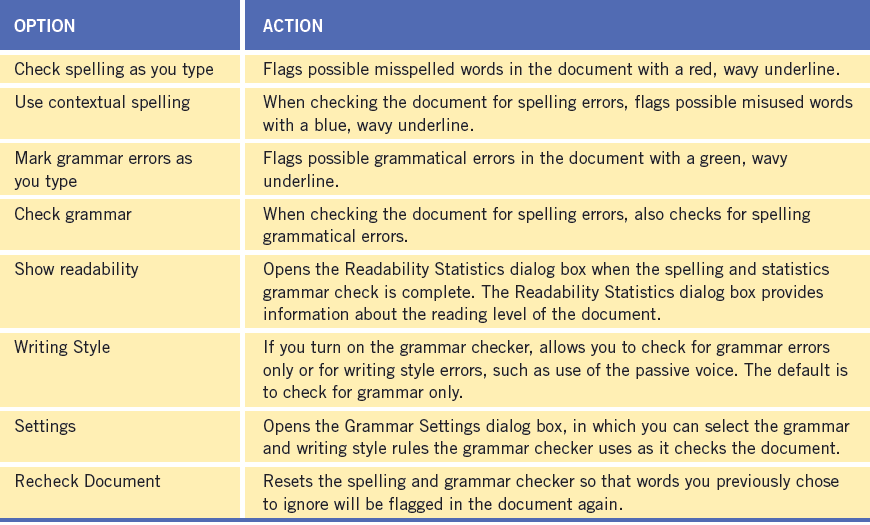 OPTION ACTION
Check spelling as you type Flags possible misspelled words in the document with a red, wavy underline.
Use contextual spelling When checking the document for spelling errors, flags possible misused words
with a blue, wavy underline.
Mark grammar errors as Flags possible grammatical errors in the document with a green, wavy
you type underline.
Check grammar When checking the document for spelling errors, also checks for spelling
grammatical errors.
Show readability Opens the Readability Statistics dialog box when the spelling and statistics
grammar check is complete. The Readability Statistics dialog box provides
information about the reading level of the document.
Writing Style If you turn on the grammar checker, allows you to check for grammar errors
only or for writing style errors, such as use of the passive voice. The default is
to check for grammar only.
Settings Opens the Grammar Settings dialog box, in which you can select the grammar
and writing style rules the grammar checker uses as it checks the document.
Recheck Document Resets the spelling and grammar checker so that words you previously chose
to ignore will be flagged in the document again.